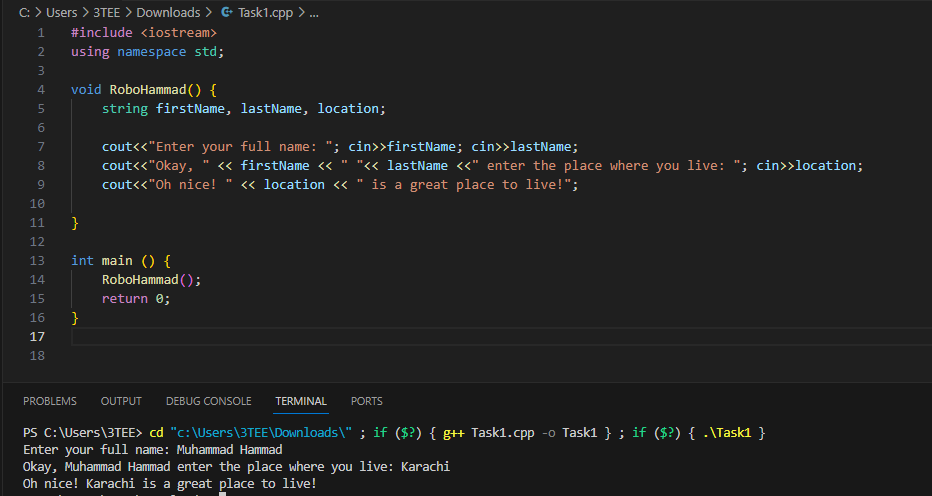 C: > Users > 3TEE > Downloads > Task1.cpp > ...
1 #include <iostream>
2 using namespace std;
3
4 void RoboHammad() {
5     string firstName, lastName, location;
6
7     cout<<"Enter your full name: "; cin>>firstName; cin>>lastName;
8     cout<<"Okay, " << firstName << " "<< lastName <<" enter the place where you live: "; cin>>location;
9     cout<<"Oh nice! " << location << " is a great place to live!";
10
11 }
12
13 int main () {
14     RoboHammad();
15     return 0;
16 }
17
18
PROBLEMS OUTPUT DEBUG CONSOLE TERMINAL PORTS
PS C:\Users\3TEE> cd "c:\Users\3TEE\Downloads\" ; if ($?) { g++ Task1.cpp -o Task1 } ; if ($?) { .\Task1 }
Enter your full name: Muhammad Hammad
Okay, Muhammad Hammad enter the place where you live: Karachi
Oh nice! Karachi is a great place to live!